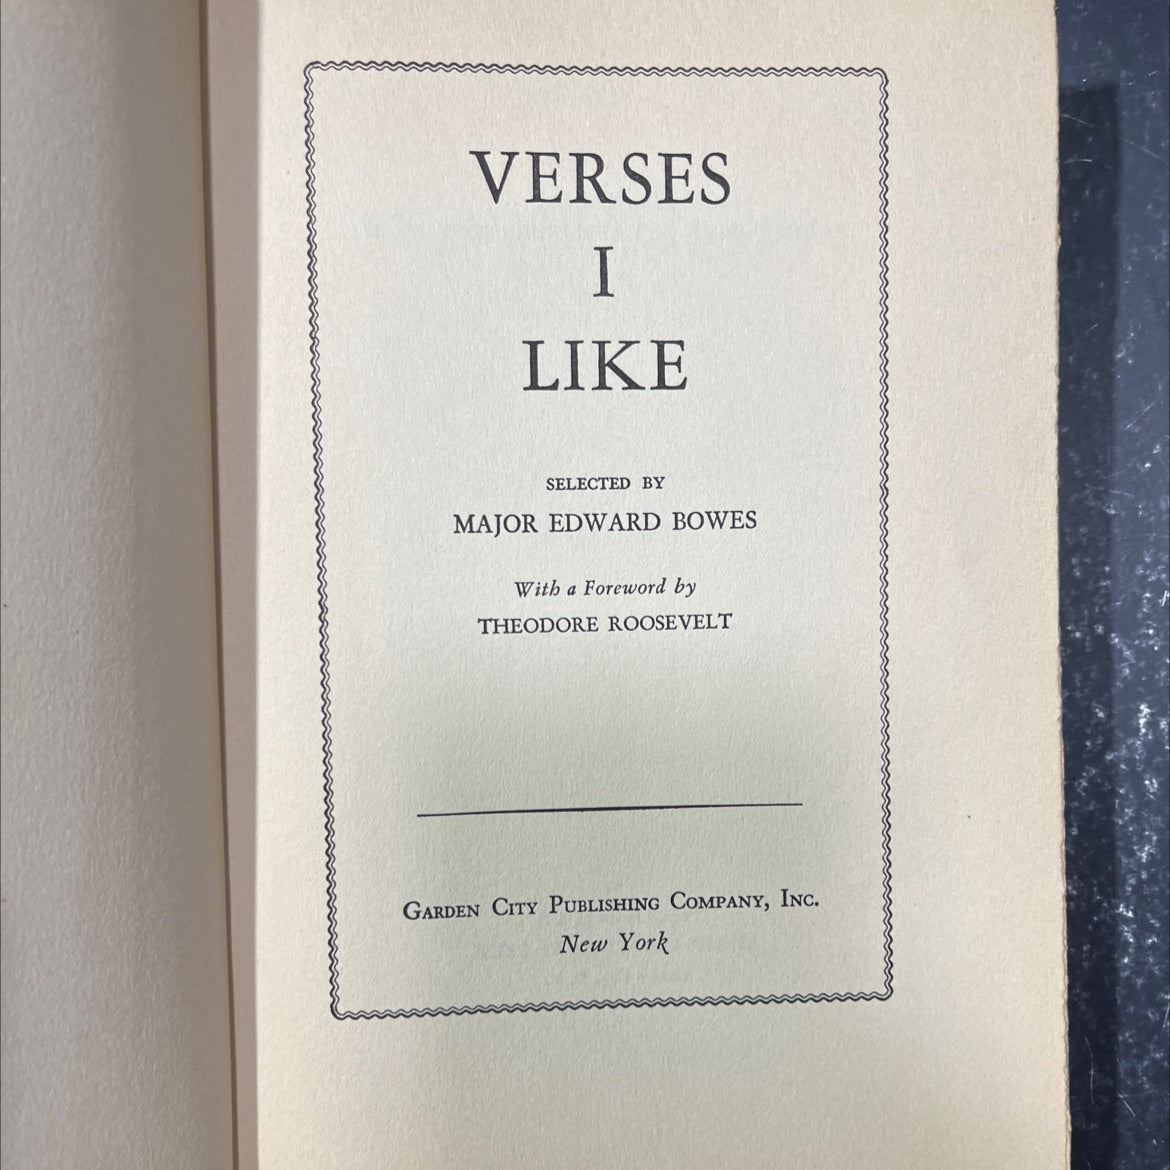 VERSES
I
LIKE
SELECTED BY
MAJOR EDWARD BOWES
With a Foreword by
THEODORE ROOSEVELT
GARDEN CITY PUBLISHING COMPANY, INC.
New York